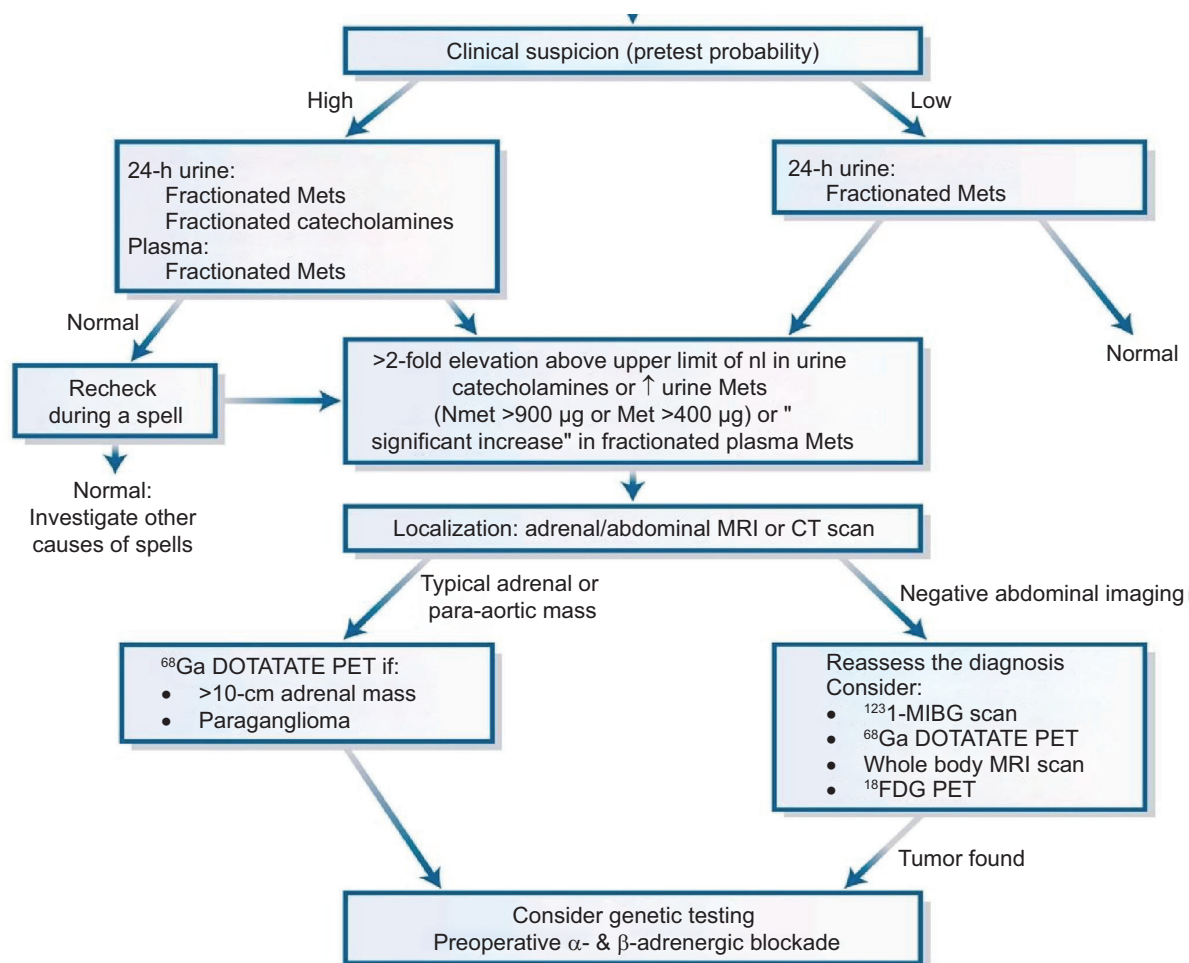 Clinical suspicion (pretest probability)
High
Low
24-h urine:
Fractionated Mets
Fractionated catecholamines
Plasma:
Fractionated Mets
24-h urine:
Fractionated Mets
Normal
Normal
Recheck
during a spell
>2-fold elevation above upper limit of nl in urine
catecholamines or ↑ urine Mets
(Nmet >900 µg or Met >400 µg) or "
significant increase" in fractionated plasma Mets
Normal:
Investigate other
causes of spells
Localization: adrenal/abdominal MRI or CT scan
Typical adrenal or
para-aortic mass
Negative abdominal imaging
⁶⁸Ga DOTATATE PET if:
• >10-cm adrenal mass
• Paraganglioma
Reassess the diagnosis
Consider:
• ¹²³1-MIBG scan
• ⁶⁸Ga DOTATATE PET
• Whole body MRI scan
• ¹⁸FDG PET
Tumor found
Consider genetic testing
Preoperative α- & β-adrenergic blockade